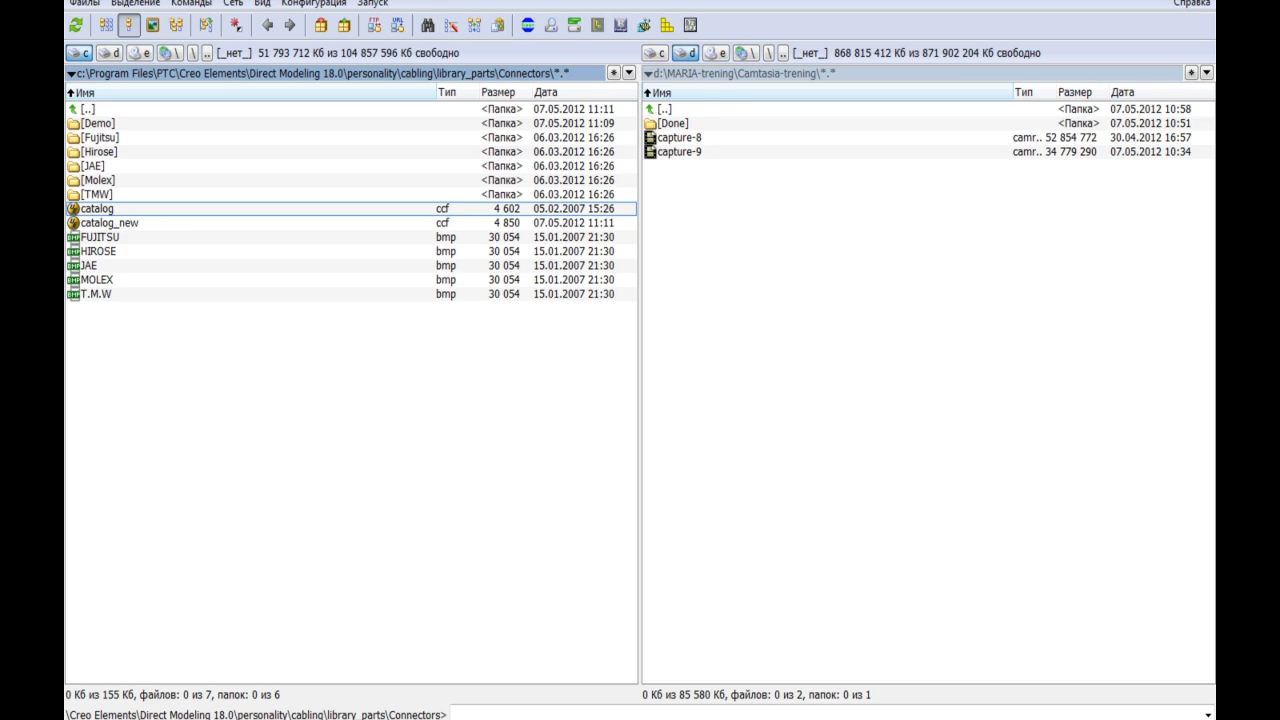 Файлы Выделение Команды Сеть Вид Конфигурация Запуск Справка
c d e \ \ .. [_нет_] 51 793 712 Кб из 104 857 596 Кб свободно
c d e \ \ .. [_нет_] 868 815 412 Кб из 871 902 204 Кб свободно
c:\Program Files\PTC\Creo Elements\Direct Modeling 18.0\personality\cabling\library_parts\Connectors\*.*
Имя Тип Размер Дата
[..] <Папка> 07.05.2012 11:11
[Demo] <Папка> 07.05.2012 11:09
[Fujitsu] <Папка> 06.03.2012 16:26
[Hirose] <Папка> 06.03.2012 16:26
[JAE] <Папка> 06.03.2012 16:26
[Molex] <Папка> 06.03.2012 16:26
[TMW] <Папка> 06.03.2012 16:26
catalog ccf 4 602 05.02.2007 15:26
catalog_new ccf 4 850 07.05.2012 11:11
FUJITSU bmp 30 054 15.01.2007 21:30
HIROSE bmp 30 054 15.01.2007 21:30
JAE bmp 30 054 15.01.2007 21:30
MOLEX bmp 30 054 15.01.2007 21:30
T.M.W bmp 30 054 15.01.2007 21:30
0 Кб из 155 Кб, файлов: 0 из 7, папок: 0 из 6
d:\MARIA-trening\Camtasia-trening\*.*
Имя Тип Размер Дата
[..] <Папка> 07.05.2012 10:58
[Done] <Папка> 07.05.2012 10:51
capture-8 camr.. 52 854 772 30.04.2012 16:57
capture-9 camr.. 34 779 290 07.05.2012 10:34
0 Кб из 85 580 Кб, файлов: 0 из 2, папок: 0 из 1
\Creo Elements\Direct Modeling 18.0\personality\cabling\library_parts\Connectors>